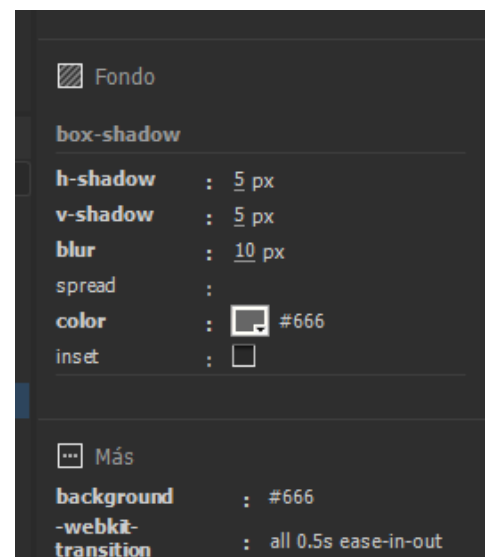 Fondo
box-shadow
h-shadow : 5 px
v-shadow : 5 px
blur : 10 px
spread :
color : #666
inset :
Más
background : #666
-webkit-
transition : all 0.5s ease-in-out